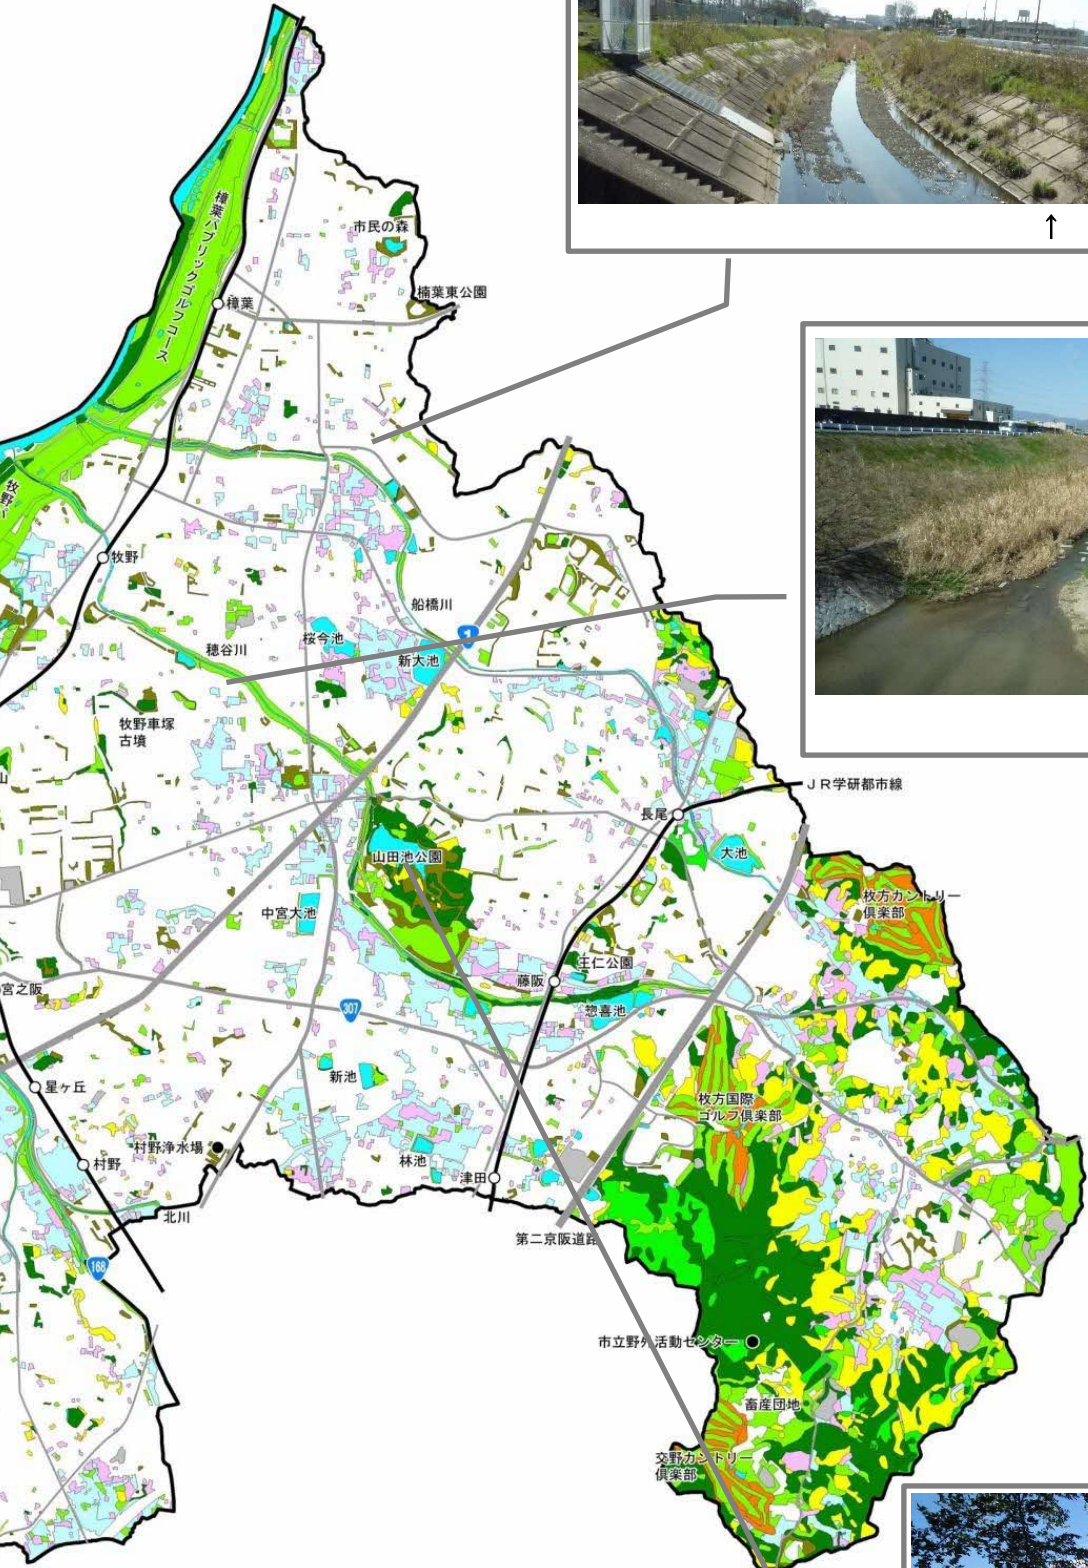 ↑
市民の森
楠葉東公園
樟葉パブリックゴルフコース
樟葉
牧野パ
牧野
船橋川
1
桜今池
穂谷川
新大池
牧野車塚
古墳
山
JR学研都市線
長尾
大池
山田池公園
枚方カントリー
倶楽部
中宮大池
王仁公園
宮之阪
藤阪
惣喜池
307
新池
星ヶ丘
枚方国際
ゴルフ倶楽部
村野浄水場
村野
林池
津田
北川
第二京阪道路
168
市立野外活動センター
畜産団地
交野カントリー
倶楽部